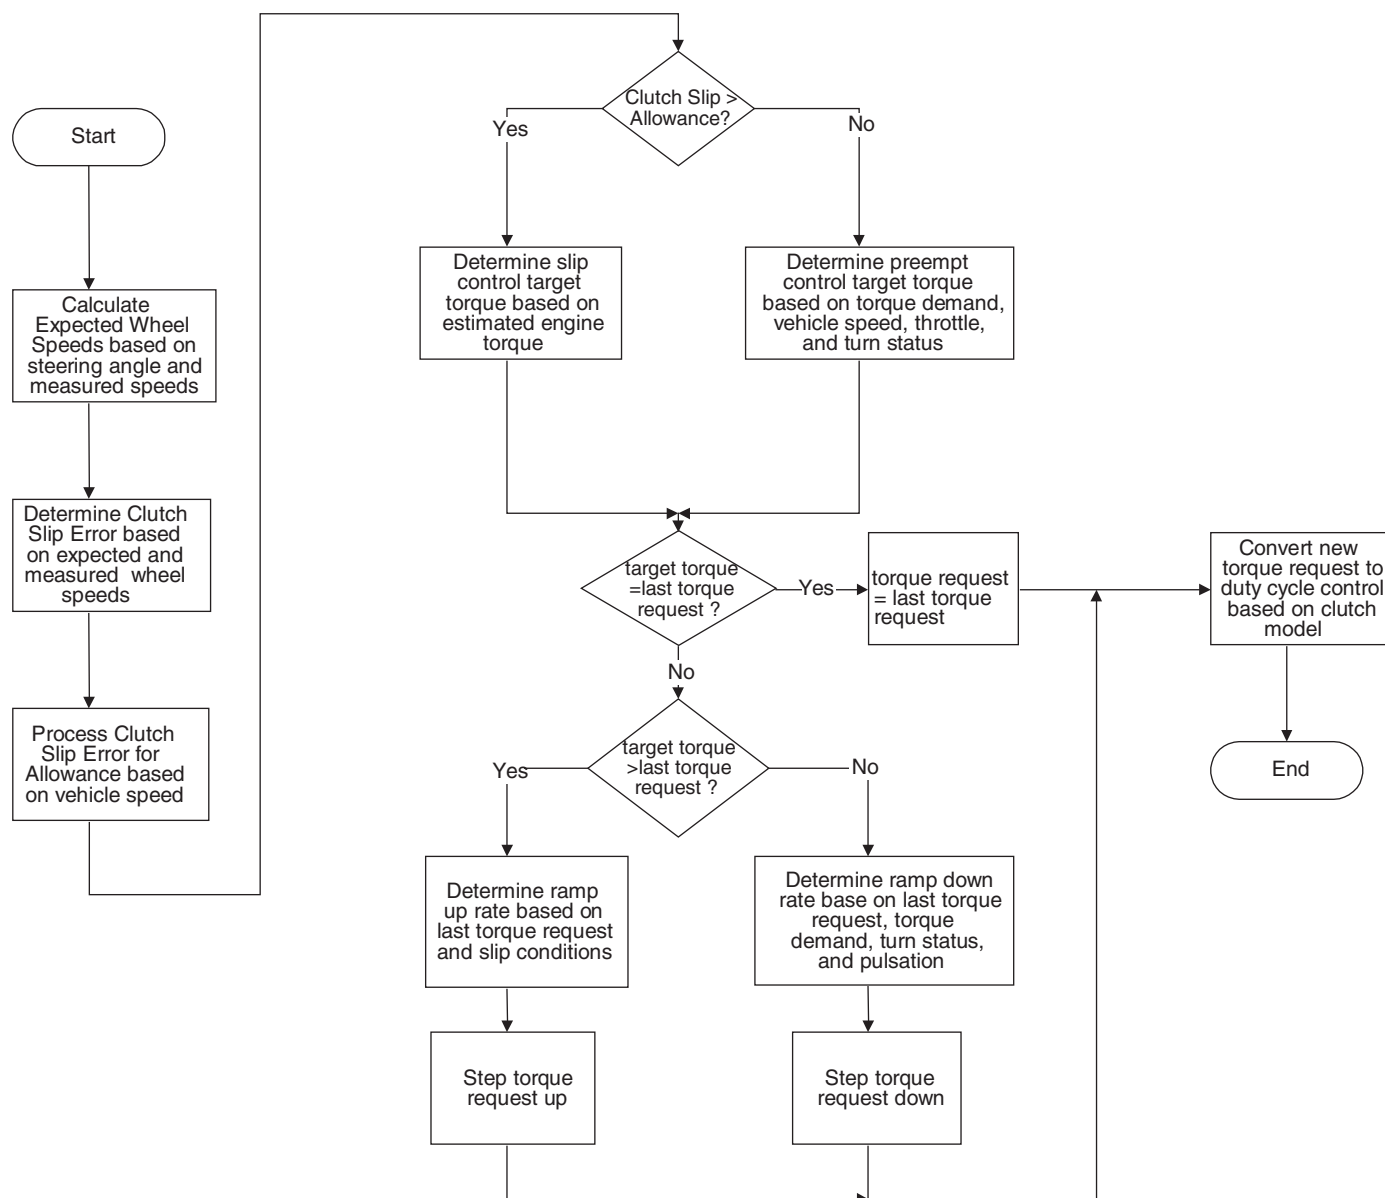 Start
Calculate
Expected Wheel
Speeds based on
steering angle and
measured speeds
Determine Clutch
Slip Error based
on expected and
measured wheel
speeds
Process Clutch
Slip Error for
Allowance based
on vehicle speed
Clutch Slip >
Allowance?
Yes
No
Determine slip
control target
torque based on
estimated engine
torque
Determine preempt
control target torque
based on torque demand,
vehicle speed, throttle,
and turn status
target torque
=last torque
request ?
Yes
torque request
= last torque
request
Convert new
torque request to
duty cycle control
based on clutch
model
No
target torque
>last torque
request ?
Yes
No
End
Determine ramp
up rate based on
last torque request
and slip conditions
Determine ramp down
rate base on last torque
request, torque
demand, turn status,
and pulsation
Step torque
request up
Step torque
request down